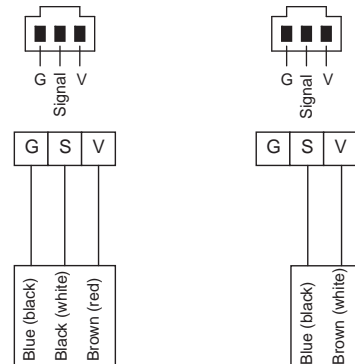 G Signal V
G S V
Blue (black)
Black (white)
Brown (red)
G Signal V
G S V
Blue (black)
Brown (white)